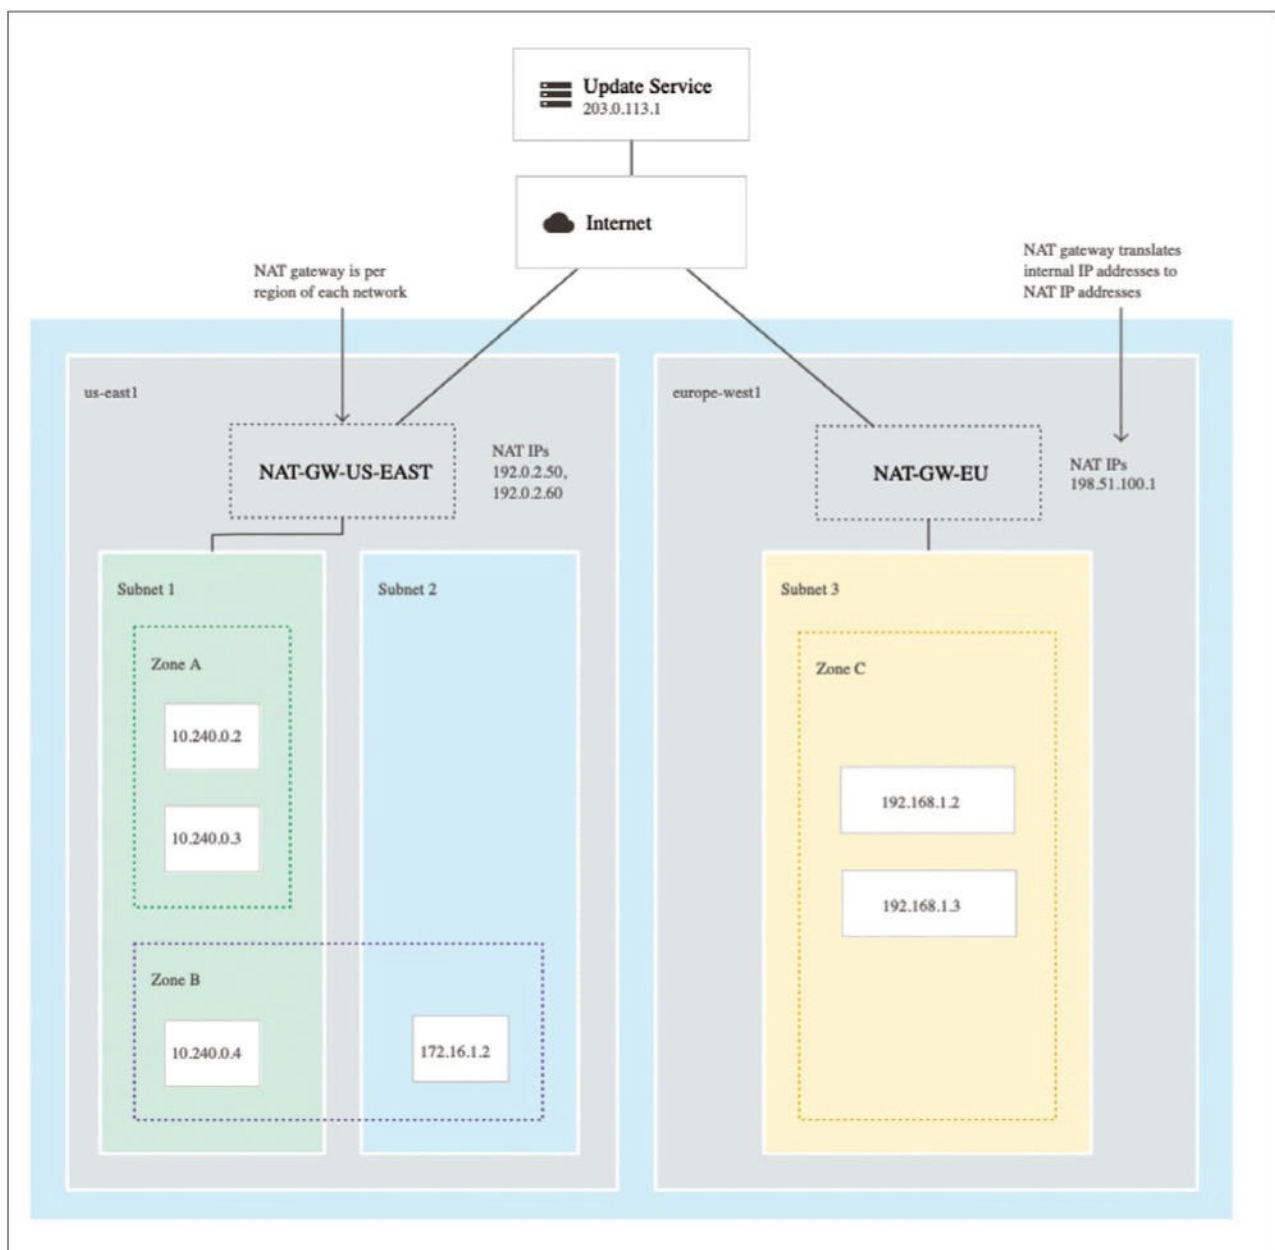 Update Service
203.0.113.1
Internet
NAT gateway is per
region of each network
NAT gateway translates
internal IP addresses to
NAT IP addresses
us-east1
NAT-GW-US-EAST
NAT IPs
192.0.2.50,
192.0.2.60
europe-west1
NAT-GW-EU
NAT IPs
198.51.100.1
Subnet 1
Zone A
10.240.0.2
10.240.0.3
Zone B
10.240.0.4
Subnet 2
172.16.1.2
Subnet 3
Zone C
192.168.1.2
192.168.1.3